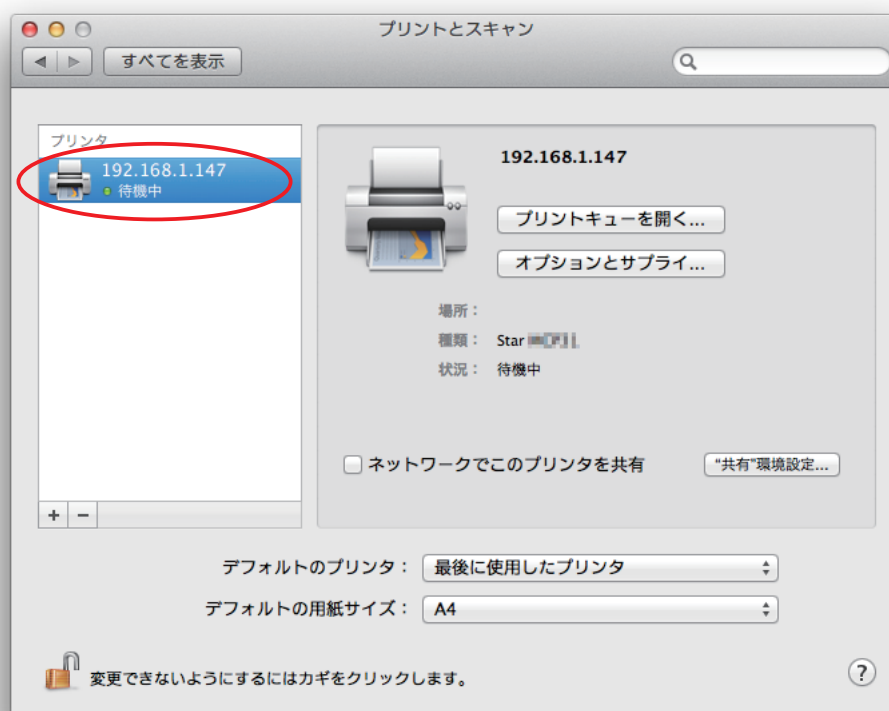 プリントとスキャン
すべてを表示
プリンタ
192.168.1.147
待機中
192.168.1.147
プリントキューを開く...
オプションとサプライ...
場所：
種類： Star
状況： 待機中
ネットワークでこのプリンタを共有
“共有”環境設定...
+ −
デフォルトのプリンタ： 最後に使用したプリンタ
デフォルトの用紙サイズ： A4
変更できないようにするにはカギをクリックします。
?